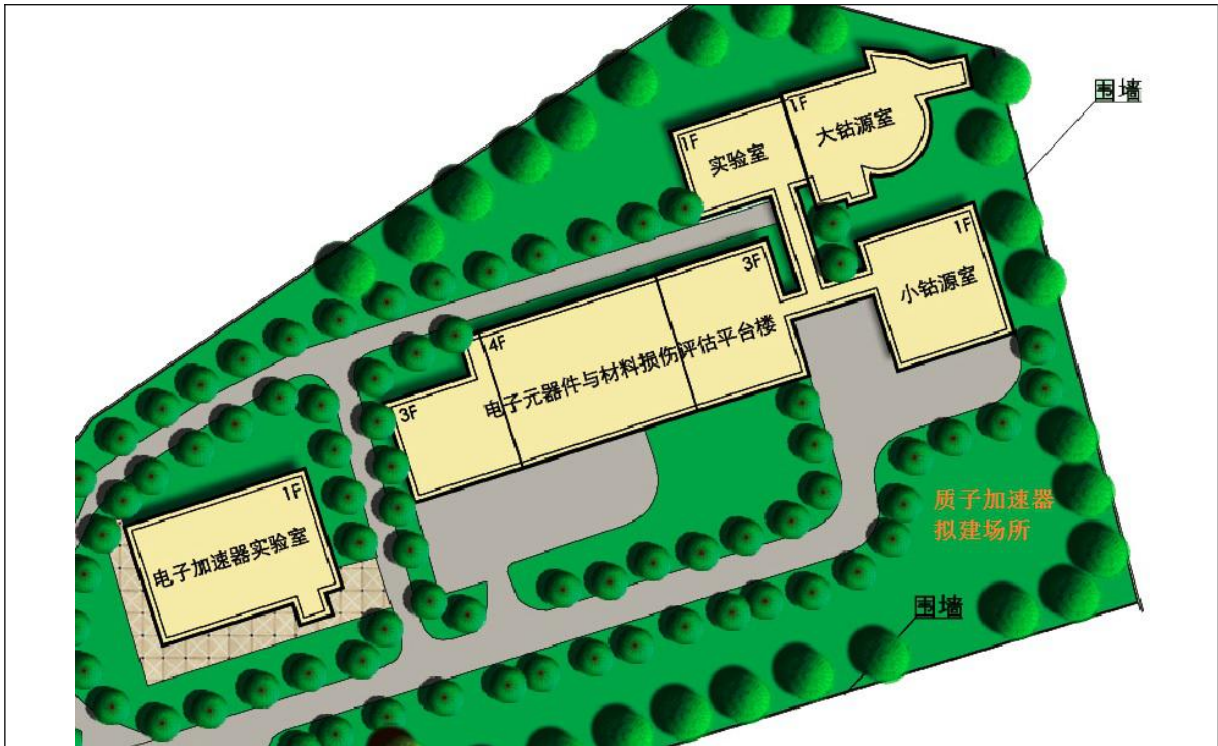 围墙
1F
大钴源室
1F
实验室
1F
小钴源室
3F
4F
电子元器件与材料损伤评估平台楼
3F
1F
电子加速器实验室
质子加速器
拟建场所
围墙